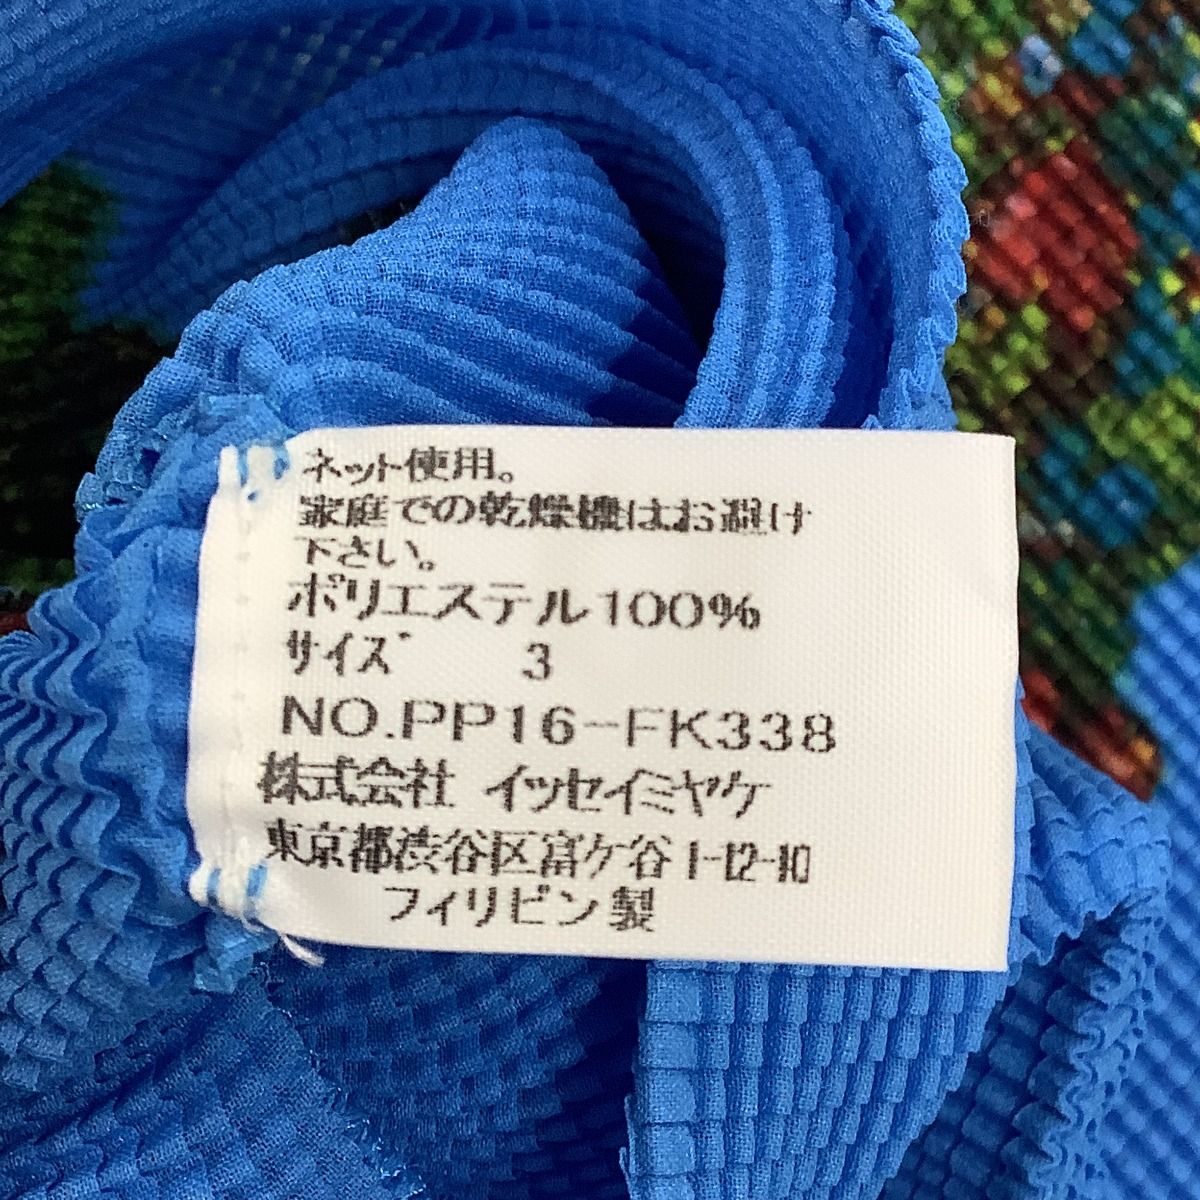 ネット使用。
家庭での乾燥機はお避け
下さい。
ポリエステル100%
サイズ 3
NO.PP16-FK338
株式会社 イッセイミヤケ
東京都渋谷区富ケ谷1-12-10
フィリピン製